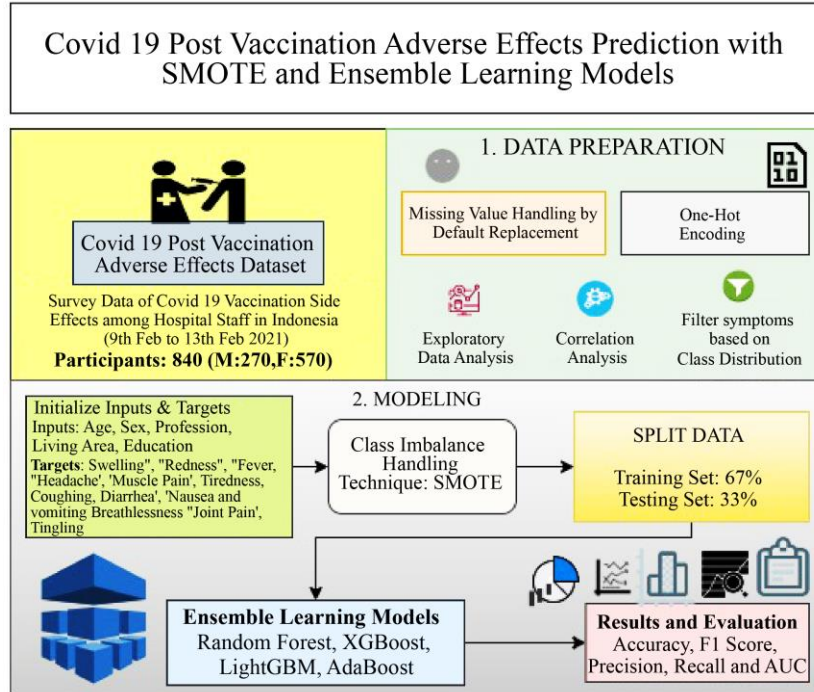 Covid 19 Post Vaccination Adverse Effects Prediction with
SMOTE and Ensemble Learning Models
Covid 19 Post Vaccination
Adverse Effects Dataset
Survey Data of Covid 19 Vaccination Side
Effects among Hospital Staff in Indonesia
(9th Feb to 13th Feb 2021)
Participants: 840 (M:270,F:570)
1. DATA PREPARATION
01
10
Missing Value Handling by
Default Replacement
One-Hot
Encoding
Exploratory
Data Analysis
Correlation
Analysis
Filter symptoms
based on
Class Distribution
2. MODELING
Initialize Inputs & Targets
Inputs: Age, Sex, Profession,
Living Area, Education
Targets: Swelling", "Redness", "Fever,
"Headache', 'Muscle Pain', Tiredness,
Coughing, Diarrhea', 'Nausea and
vomiting Breathlessness "Joint Pain',
Tingling
Class Imbalance
Handling
Technique: SMOTE
SPLIT DATA
Training Set: 67%
Testing Set: 33%
Ensemble Learning Models
Random Forest, XGBoost,
LightGBM, AdaBoost
Results and Evaluation
Accuracy, F1 Score,
Precision, Recall and AUC